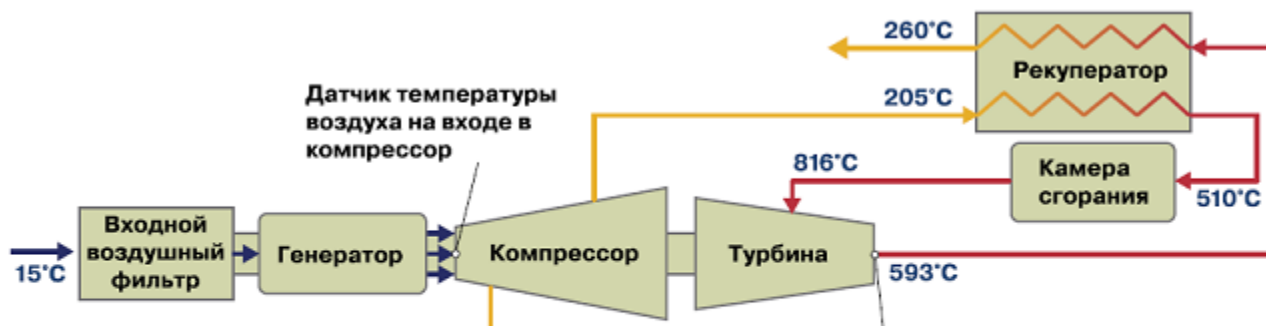 260°C
Рекуператор
205°C
Датчик температуры
воздуха на входе в
компрессор
816°C
Камера
сгорания
510°C
Входной
воздушный
фильтр
Генератор
Компрессор
Турбина
15°C
593°C